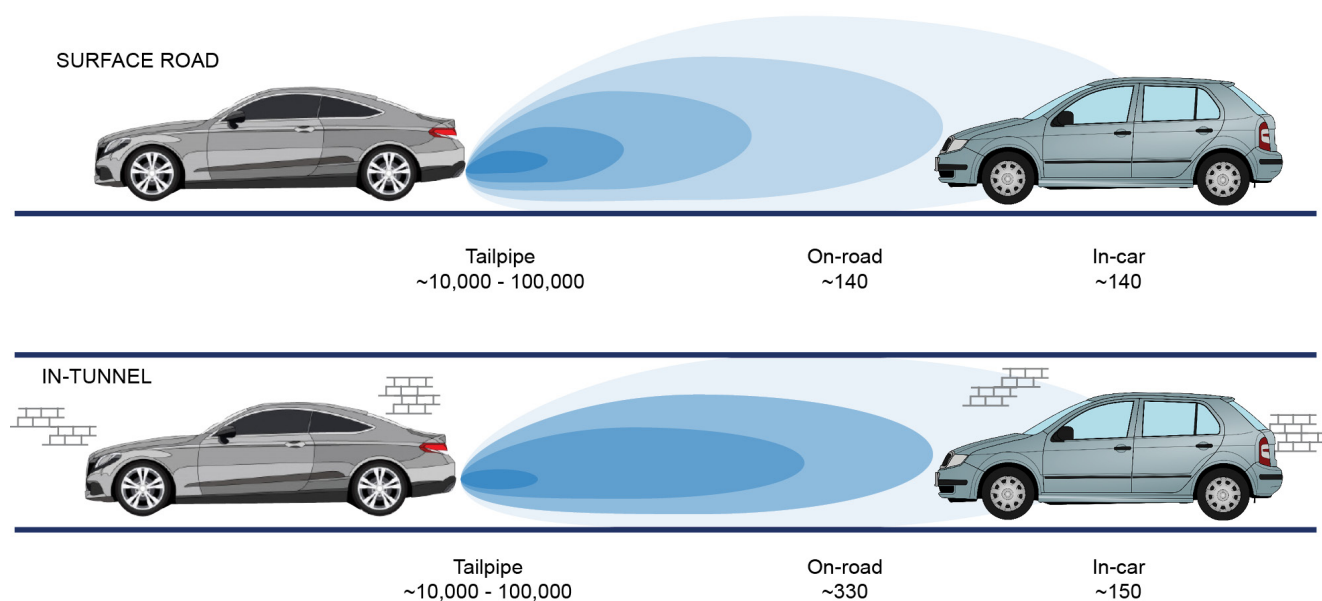 SURFACE ROAD
Tailpipe
~10,000 - 100,000
On-road
~140
In-car
~140
IN-TUNNEL
Tailpipe
~10,000 - 100,000
On-road
~330
In-car
~150